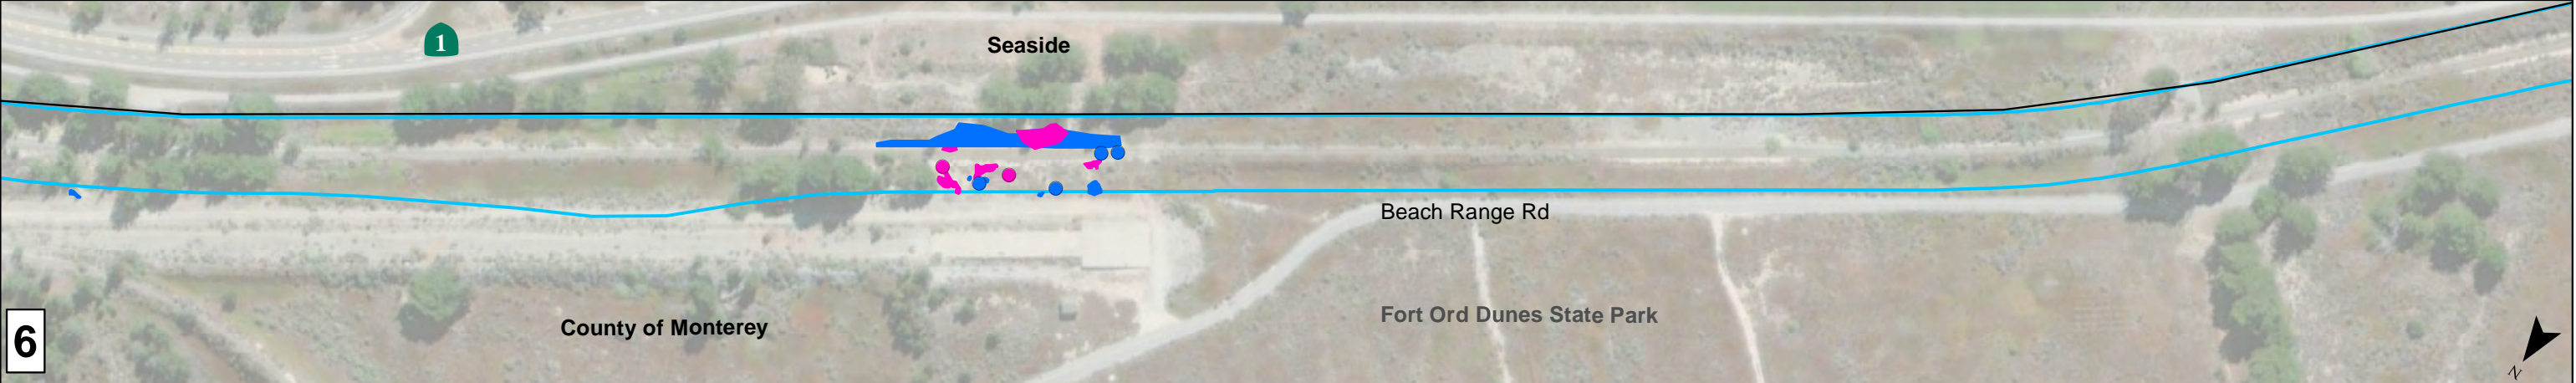 1
Seaside
Beach Range Rd
Fort Ord Dunes State Park
County of Monterey
6
N